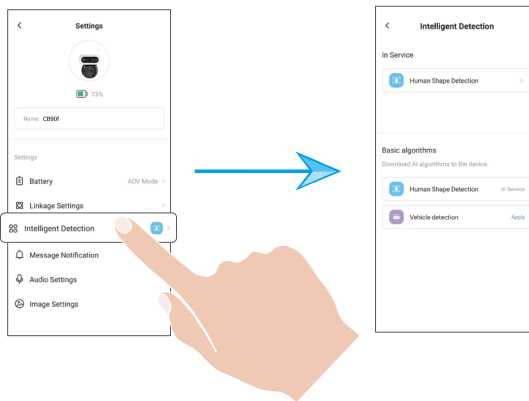 Settings
73%
Name CB90f
Settings
Battery AOV Mode
Linkage Settings
Intelligent Detection
Message Notification
Audio Settings
Image Settings
Intelligent Detection
In Service
Human Shape Detection
Basic algorithms
Download AI algorithms to the device
Human Shape Detection In Service
Vehicle detection Apply